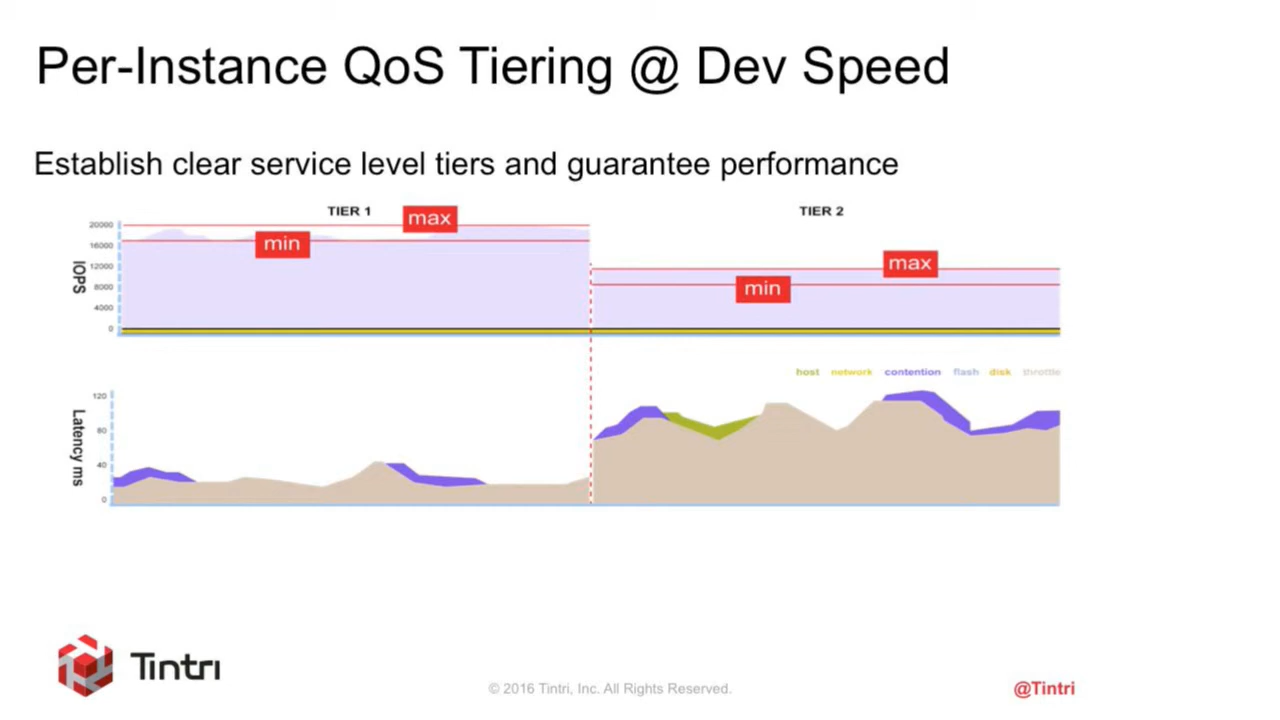 Per-Instance QoS Tiering @ Dev Speed
Establish clear service level tiers and guarantee performance
TIER 1
max
min
TIER 2
max
min
IOPS
20000
16000
12000
8000
4000
0
host network contention flash disk throttle
Latency ms
120
80
40
0
Tintri
© 2016 Tintri, Inc. All Rights Reserved.
@Tintri